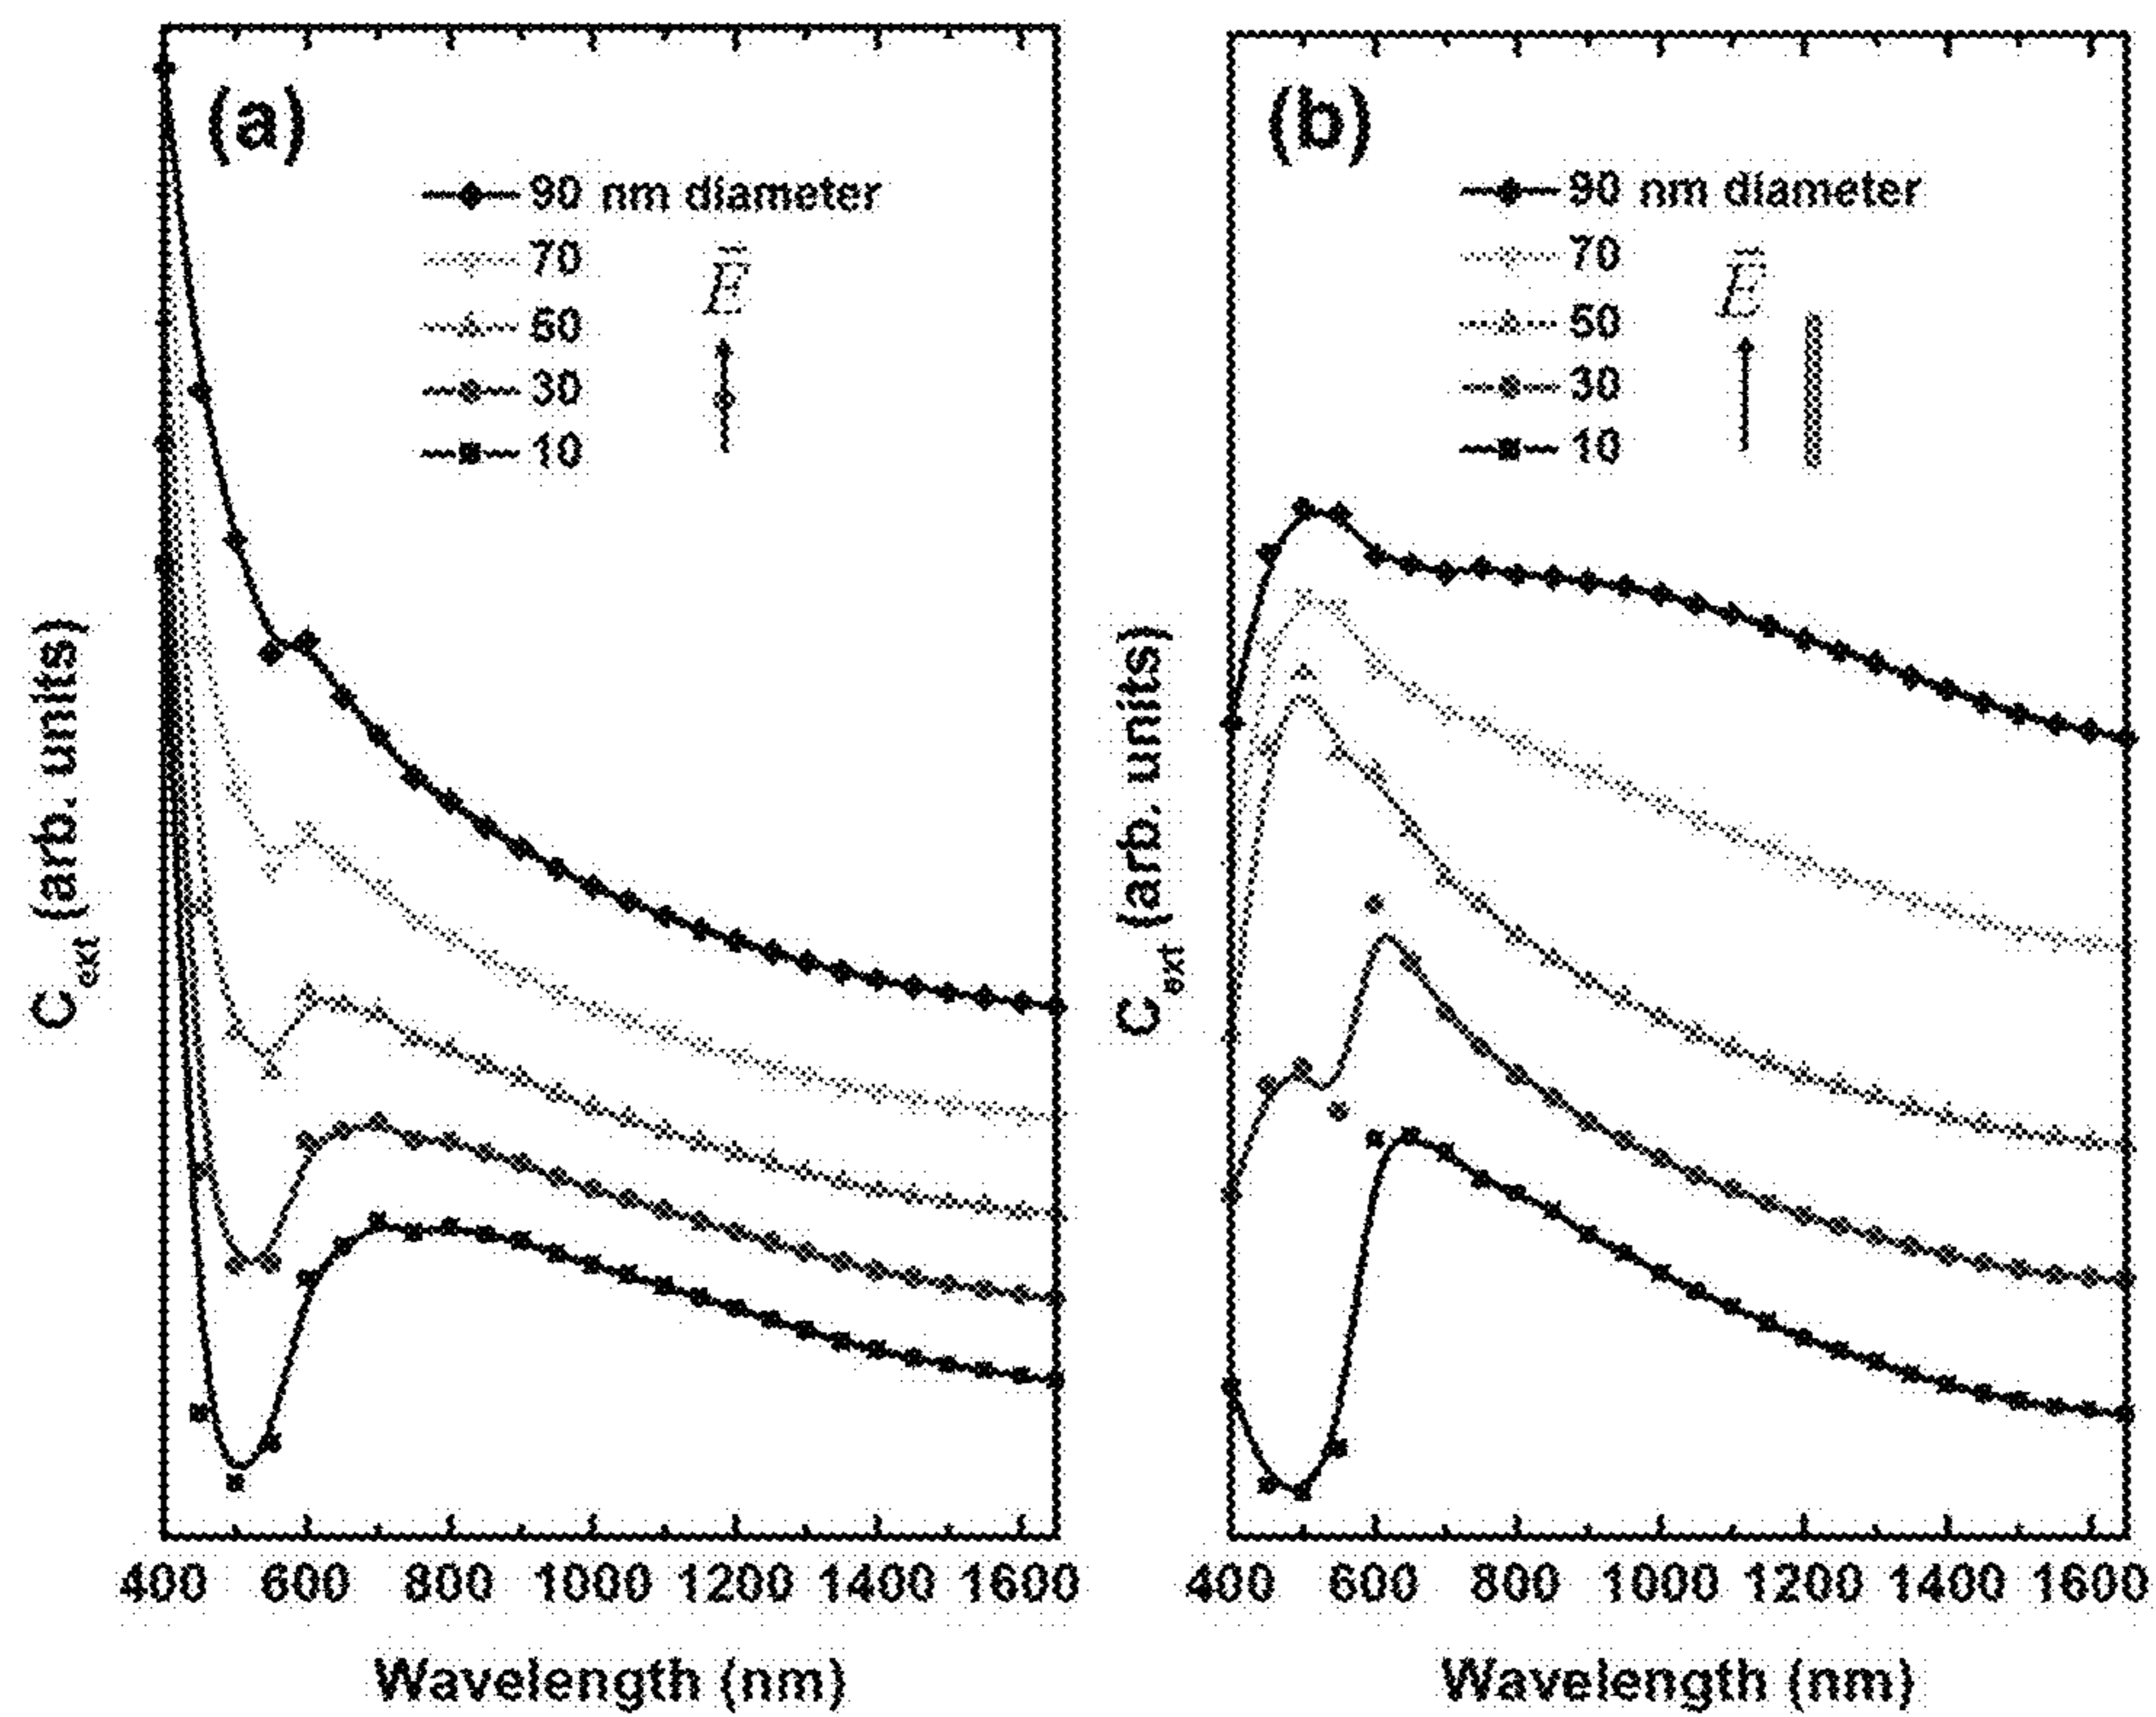 (a)
90 nm diameter
70
50
30
10
E
C_ext (arb. units)
400 600 800 1000 1200 1400 1600
Wavelength (nm)
(b)
90 nm diameter
70
50
30
10
E
C_ext (arb. units)
400 600 800 1000 1200 1400 1600
Wavelength (nm)